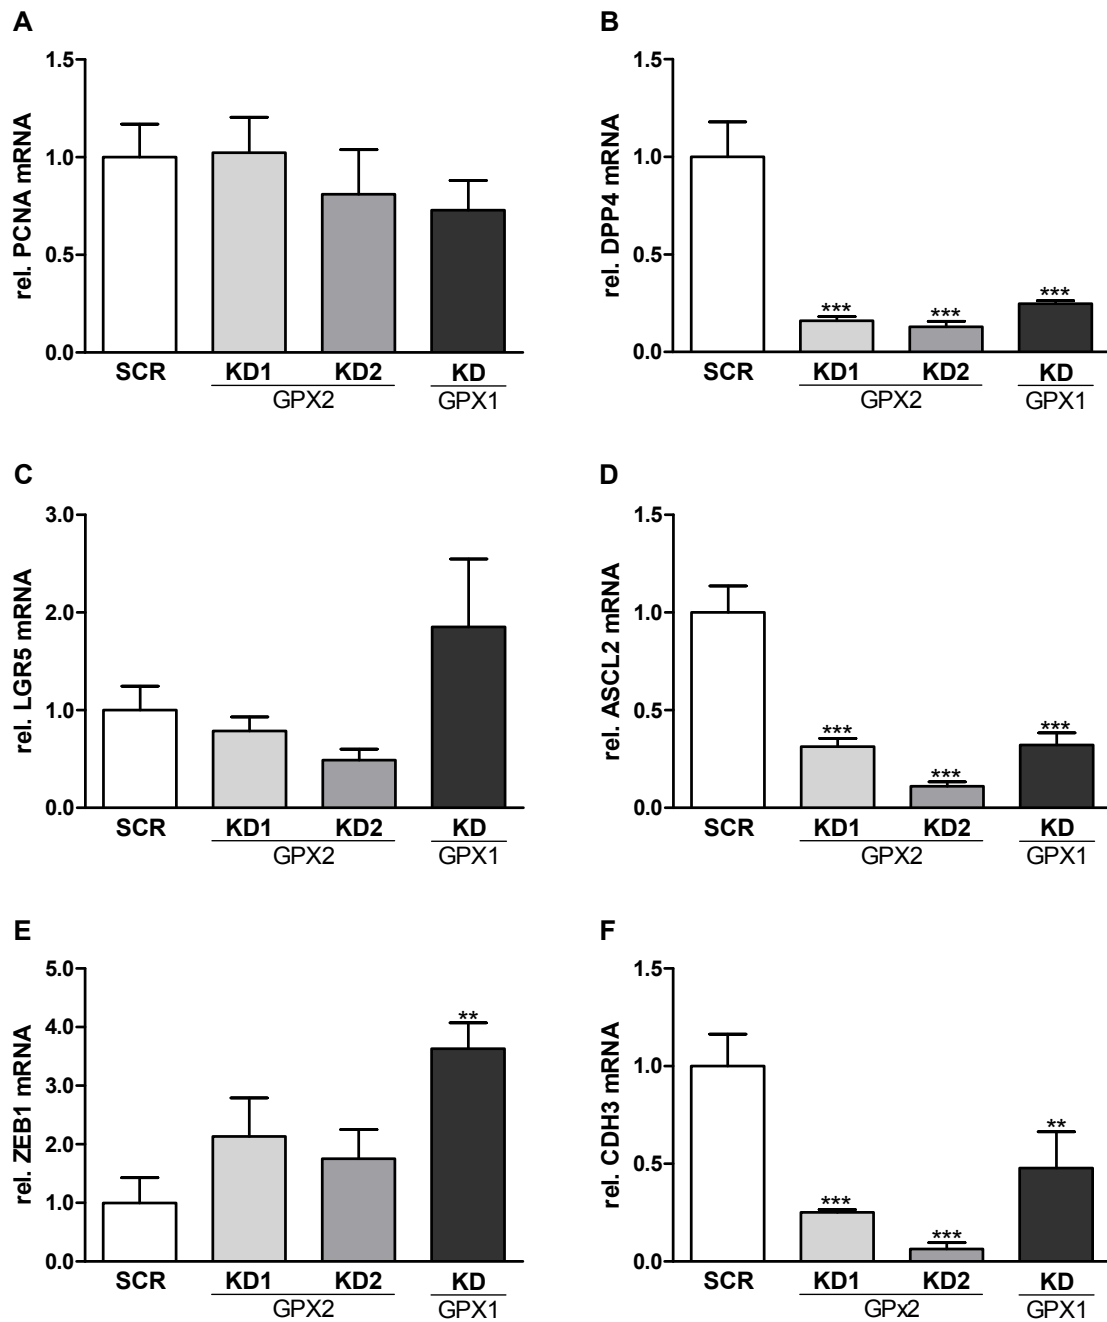 A
rel. PCNA mRNA
1.5
1.0
0.5
0.0
SCR KD1 KD2 KD
GPX2 GPX1
B
rel. DPP4 mRNA
1.5
1.0
0.5
0.0
*** *** ***
SCR KD1 KD2 KD
GPX2 GPX1
C
rel. LGR5 mRNA
3.0
2.0
1.0
0.0
SCR KD1 KD2 KD
GPX2 GPX1
D
rel. ASCL2 mRNA
1.5
1.0
0.5
0.0
*** *** ***
SCR KD1 KD2 KD
GPX2 GPX1
E
rel. ZEB1 mRNA
5.0
4.0
3.0
2.0
1.0
0.0
**
SCR KD1 KD2 KD
GPX2 GPX1
F
rel. CDH3 mRNA
1.5
1.0
0.5
0.0
*** *** **
SCR KD1 KD2 KD
GPx2 GPX1